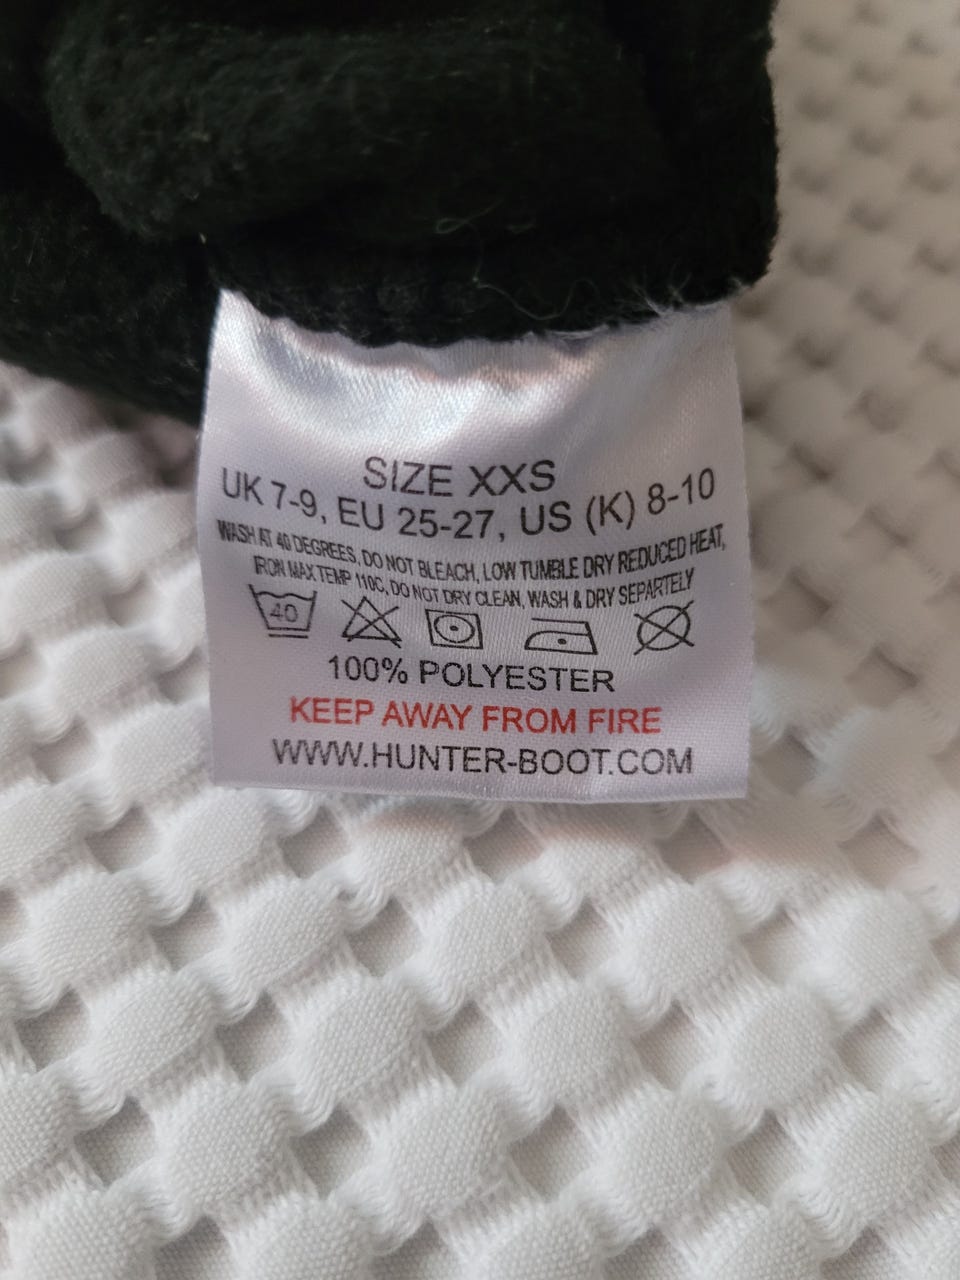 SIZE XXS
UK 7-9, EU 25-27, US (K) 8-10
WASH AT 40 DEGREES, DO NOT BLEACH, LOW TUMBLE DRY REDUCED HEAT,
IRON MAX TEMP 110C, DO NOT DRY CLEAN, WASH & DRY SEPARTELY
40
100% POLYESTER
KEEP AWAY FROM FIRE
WWW.HUNTER-BOOT.COM